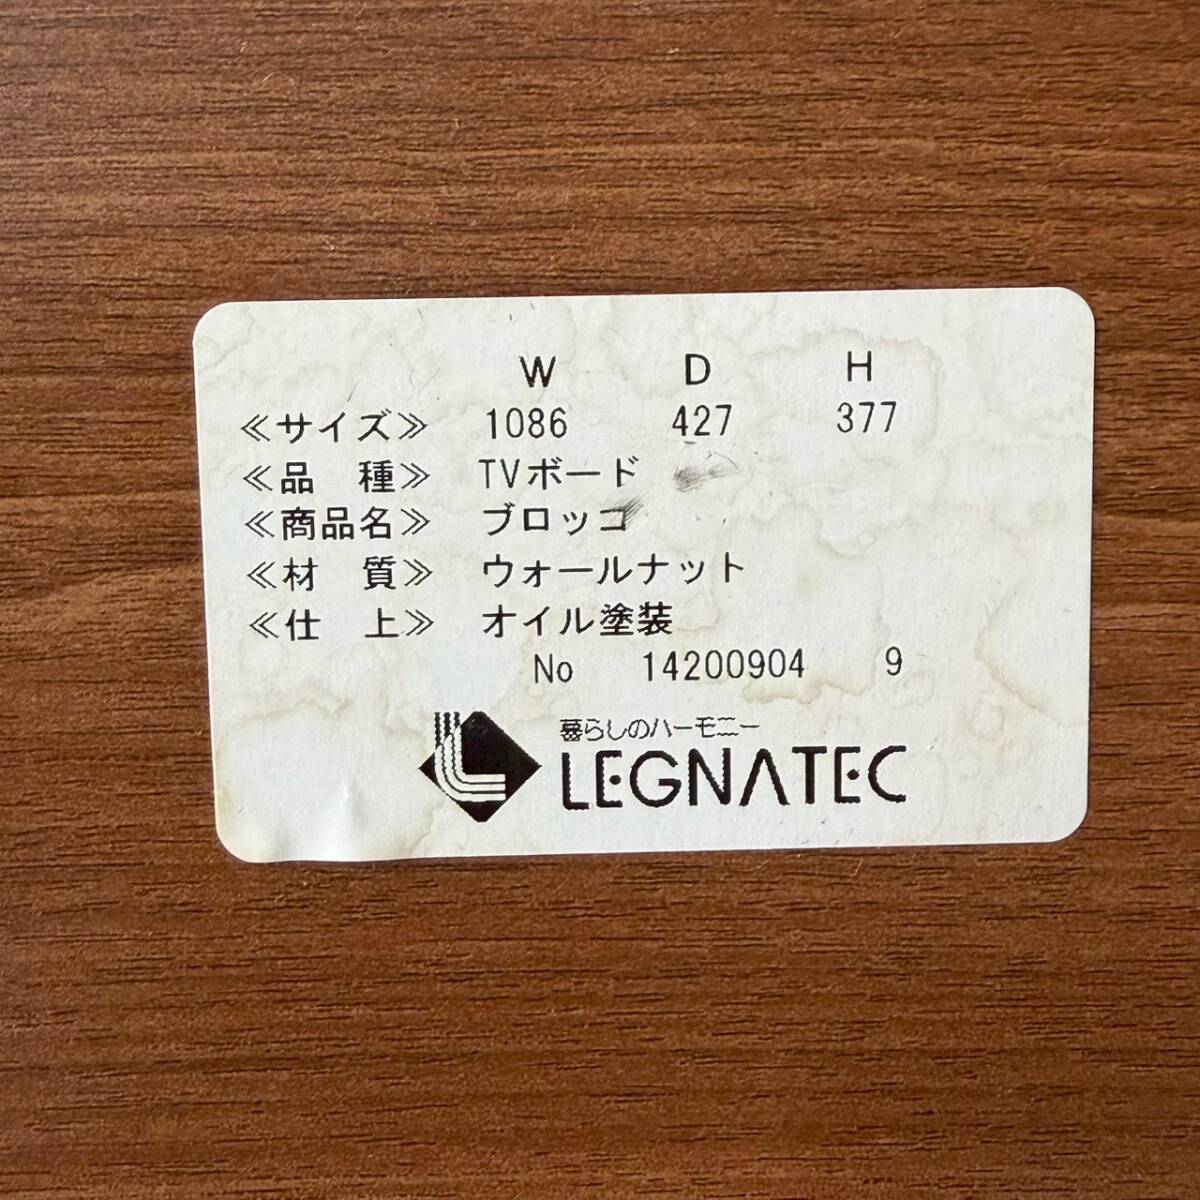 W D H
≪サイズ≫ 1086 427 377
≪品　種≫ TVボード
≪商品名≫ ブロッコ
≪材　質≫ ウォールナット
≪仕　上≫ オイル塗装
No 14200904 9
暮らしのハーモニー
LEGNATEC